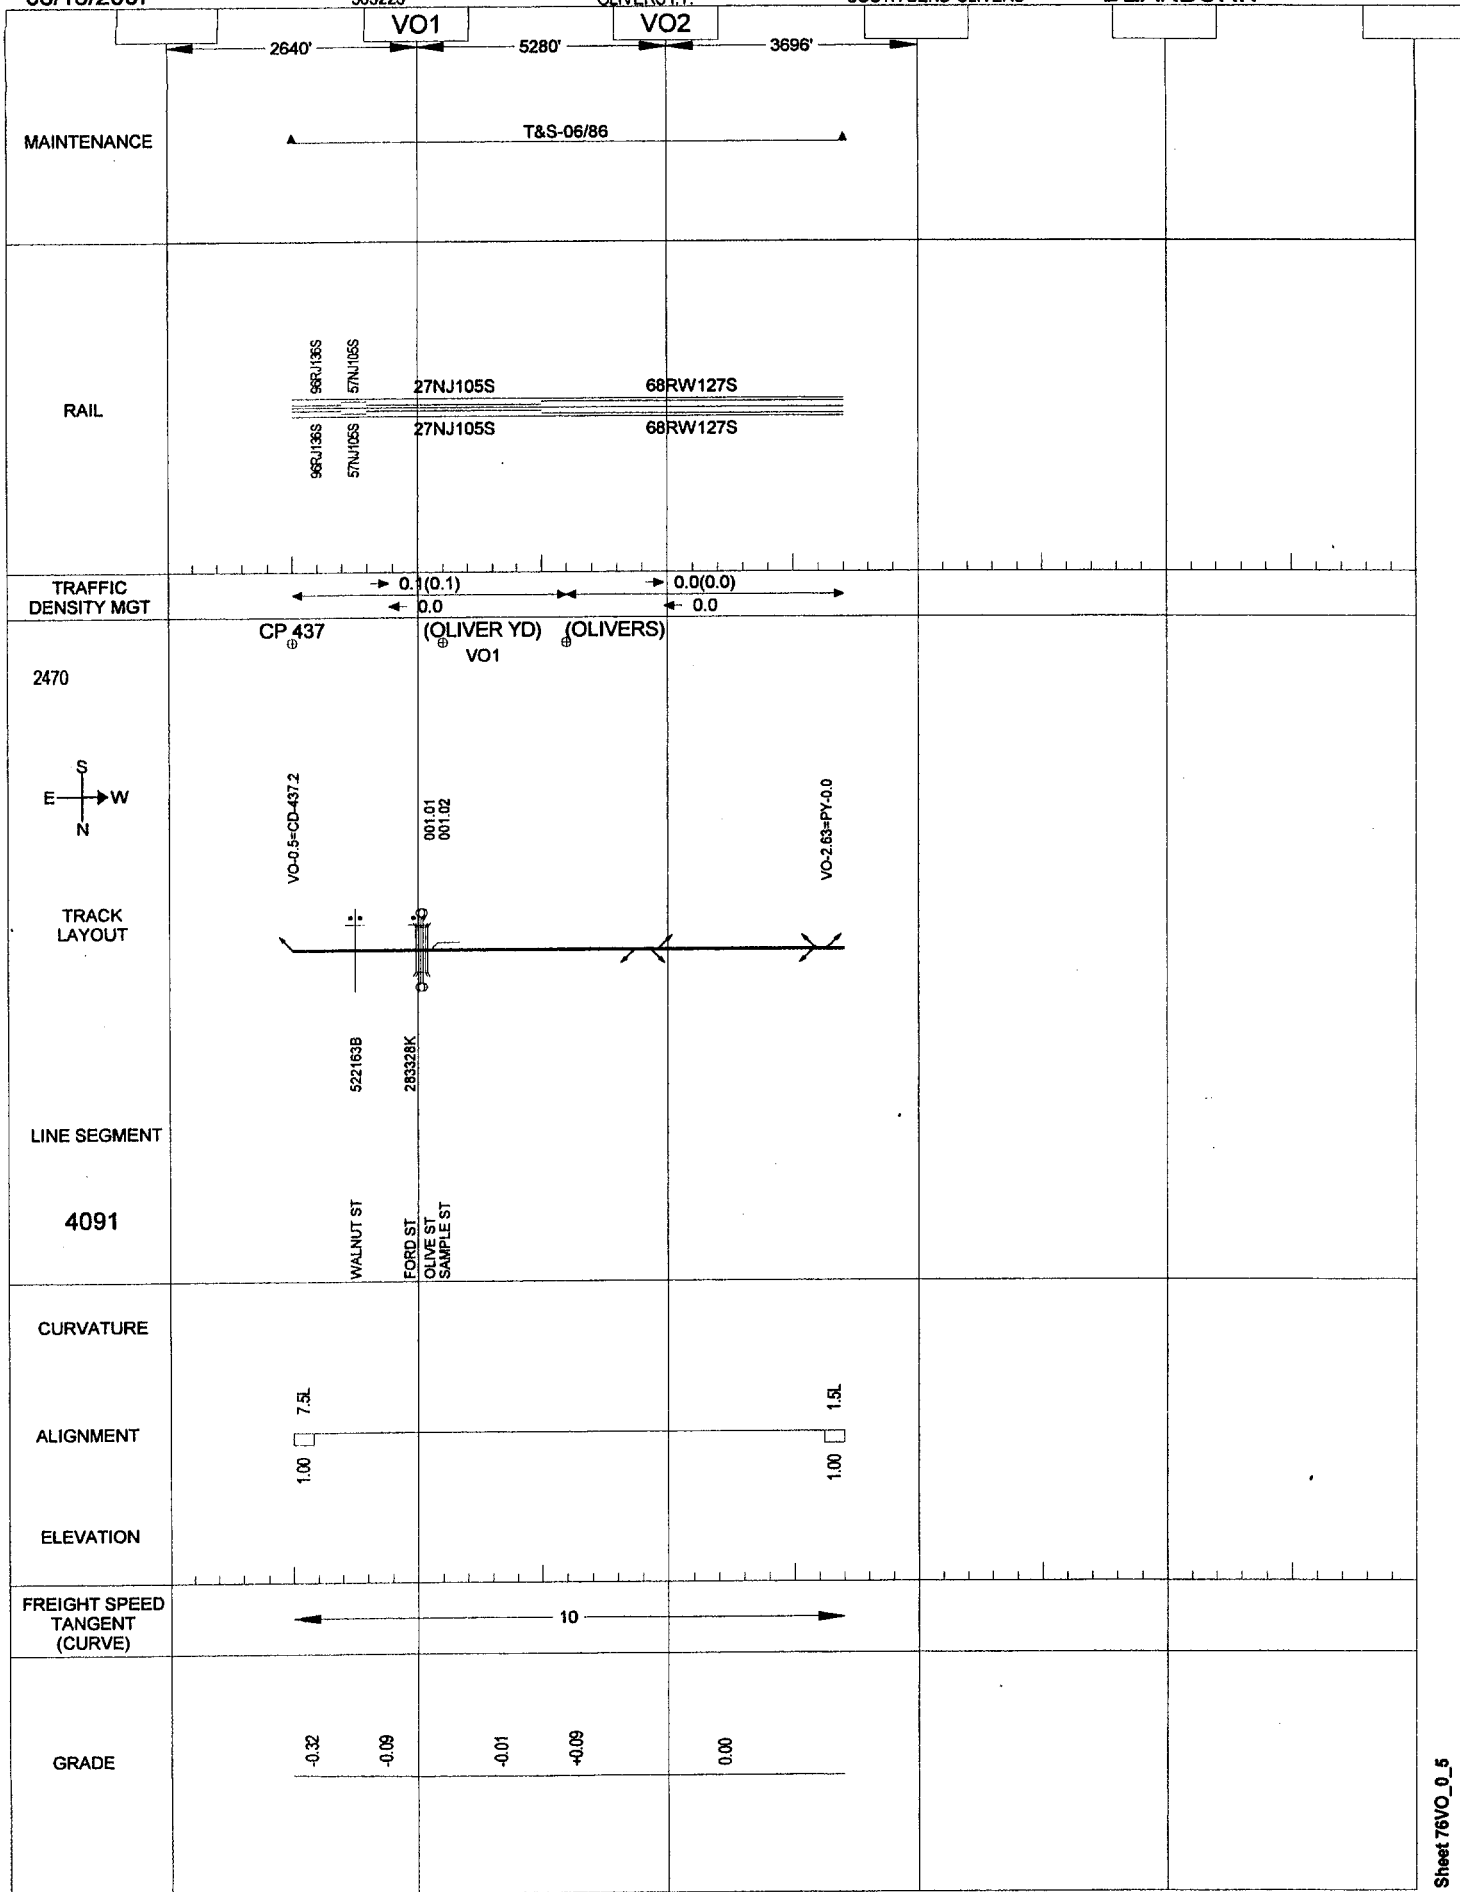 VO1 VO2
2640' 5280' 3696'
MAINTENANCE
T&S-06/86
RAIL
96RJ136S 57NJ105S 27NJ105S 68RW127S
96RJ136S 57NJ105S 27NJ105S 68RW127S
TRAFFIC
DENSITY MGT
0.1(0.1) 0.0(0.0)
0.0 0.0
CP 437 (OLIVER YD) (OLIVERS)
VO1
2470
S
E W
N
VO-0.5=CD-437.2
001.01
001.02
VO-2.63=PY-0.0
TRACK
LAYOUT
522163B
283328K
LINE SEGMENT
4091
WALNUT ST
FORD ST
OLIVE ST
SAMPLE ST
CURVATURE
7.5L 1.5L
ALIGNMENT
1.00 1.00
ELEVATION
FREIGHT SPEED
TANGENT
(CURVE)
10
GRADE
-0.32 -0.09 -0.01 +0.09 0.00
Sheet 76VO_0_5